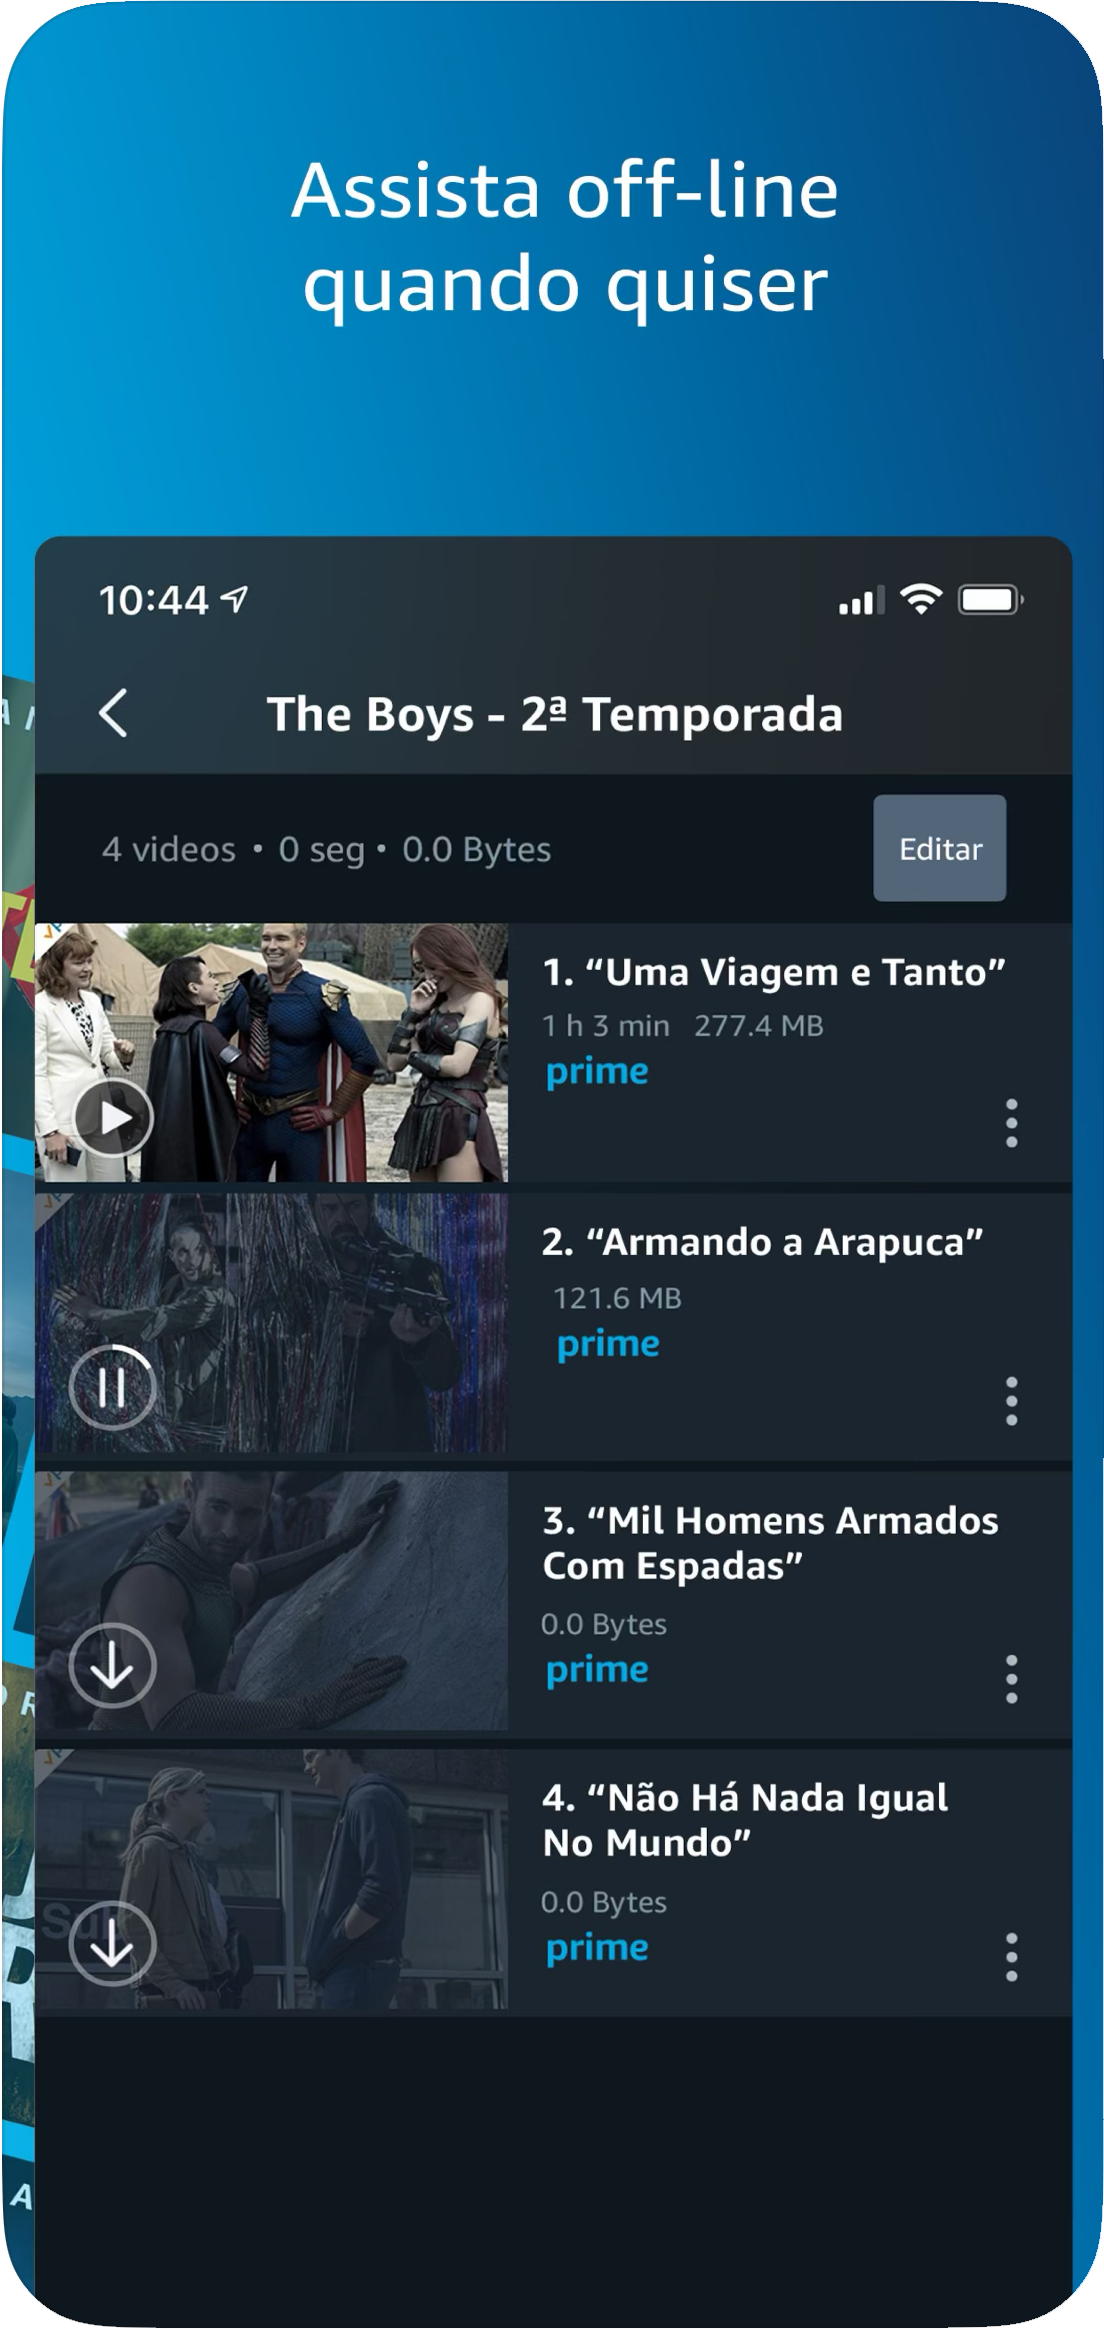 Assista off-line
quando quiser
10:44
The Boys - 2ª Temporada
4 videos • 0 seg • 0.0 Bytes
Editar
1. “Uma Viagem e Tanto”
1 h 3 min 277.4 MB
prime
2. “Armando a Arapuca”
121.6 MB
prime
3. “Mil Homens Armados
Com Espadas”
0.0 Bytes
prime
4. “Não Há Nada Igual
No Mundo”
0.0 Bytes
prime